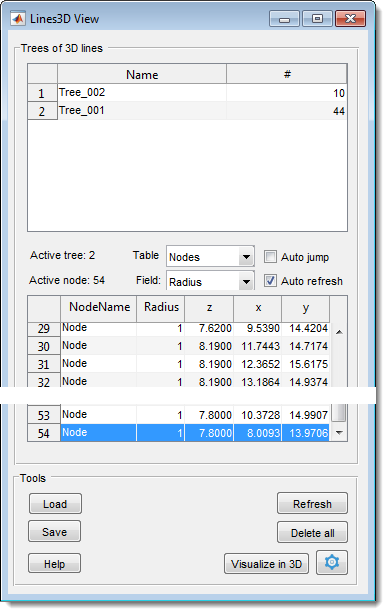 Lines3D View
Trees of 3D lines
Name #
1 Tree_002 10
2 Tree_001 44
Active tree: 2 Table Nodes Auto jump
Active node: 54 Field: Radius Auto refresh
NodeName Radius z x y
29 Node 1 7.6200 9.5390 14.4204
30 Node 1 8.1900 11.7443 14.7174
31 Node 1 8.1900 12.3652 15.6175
32 Node 1 8.1900 13.1864 14.9374
53 Node 1 7.8000 10.3728 14.9907
54 Node 1 7.8000 8.0093 13.9706
Tools
Load Refresh
Save Delete all
Help Visualize in 3D